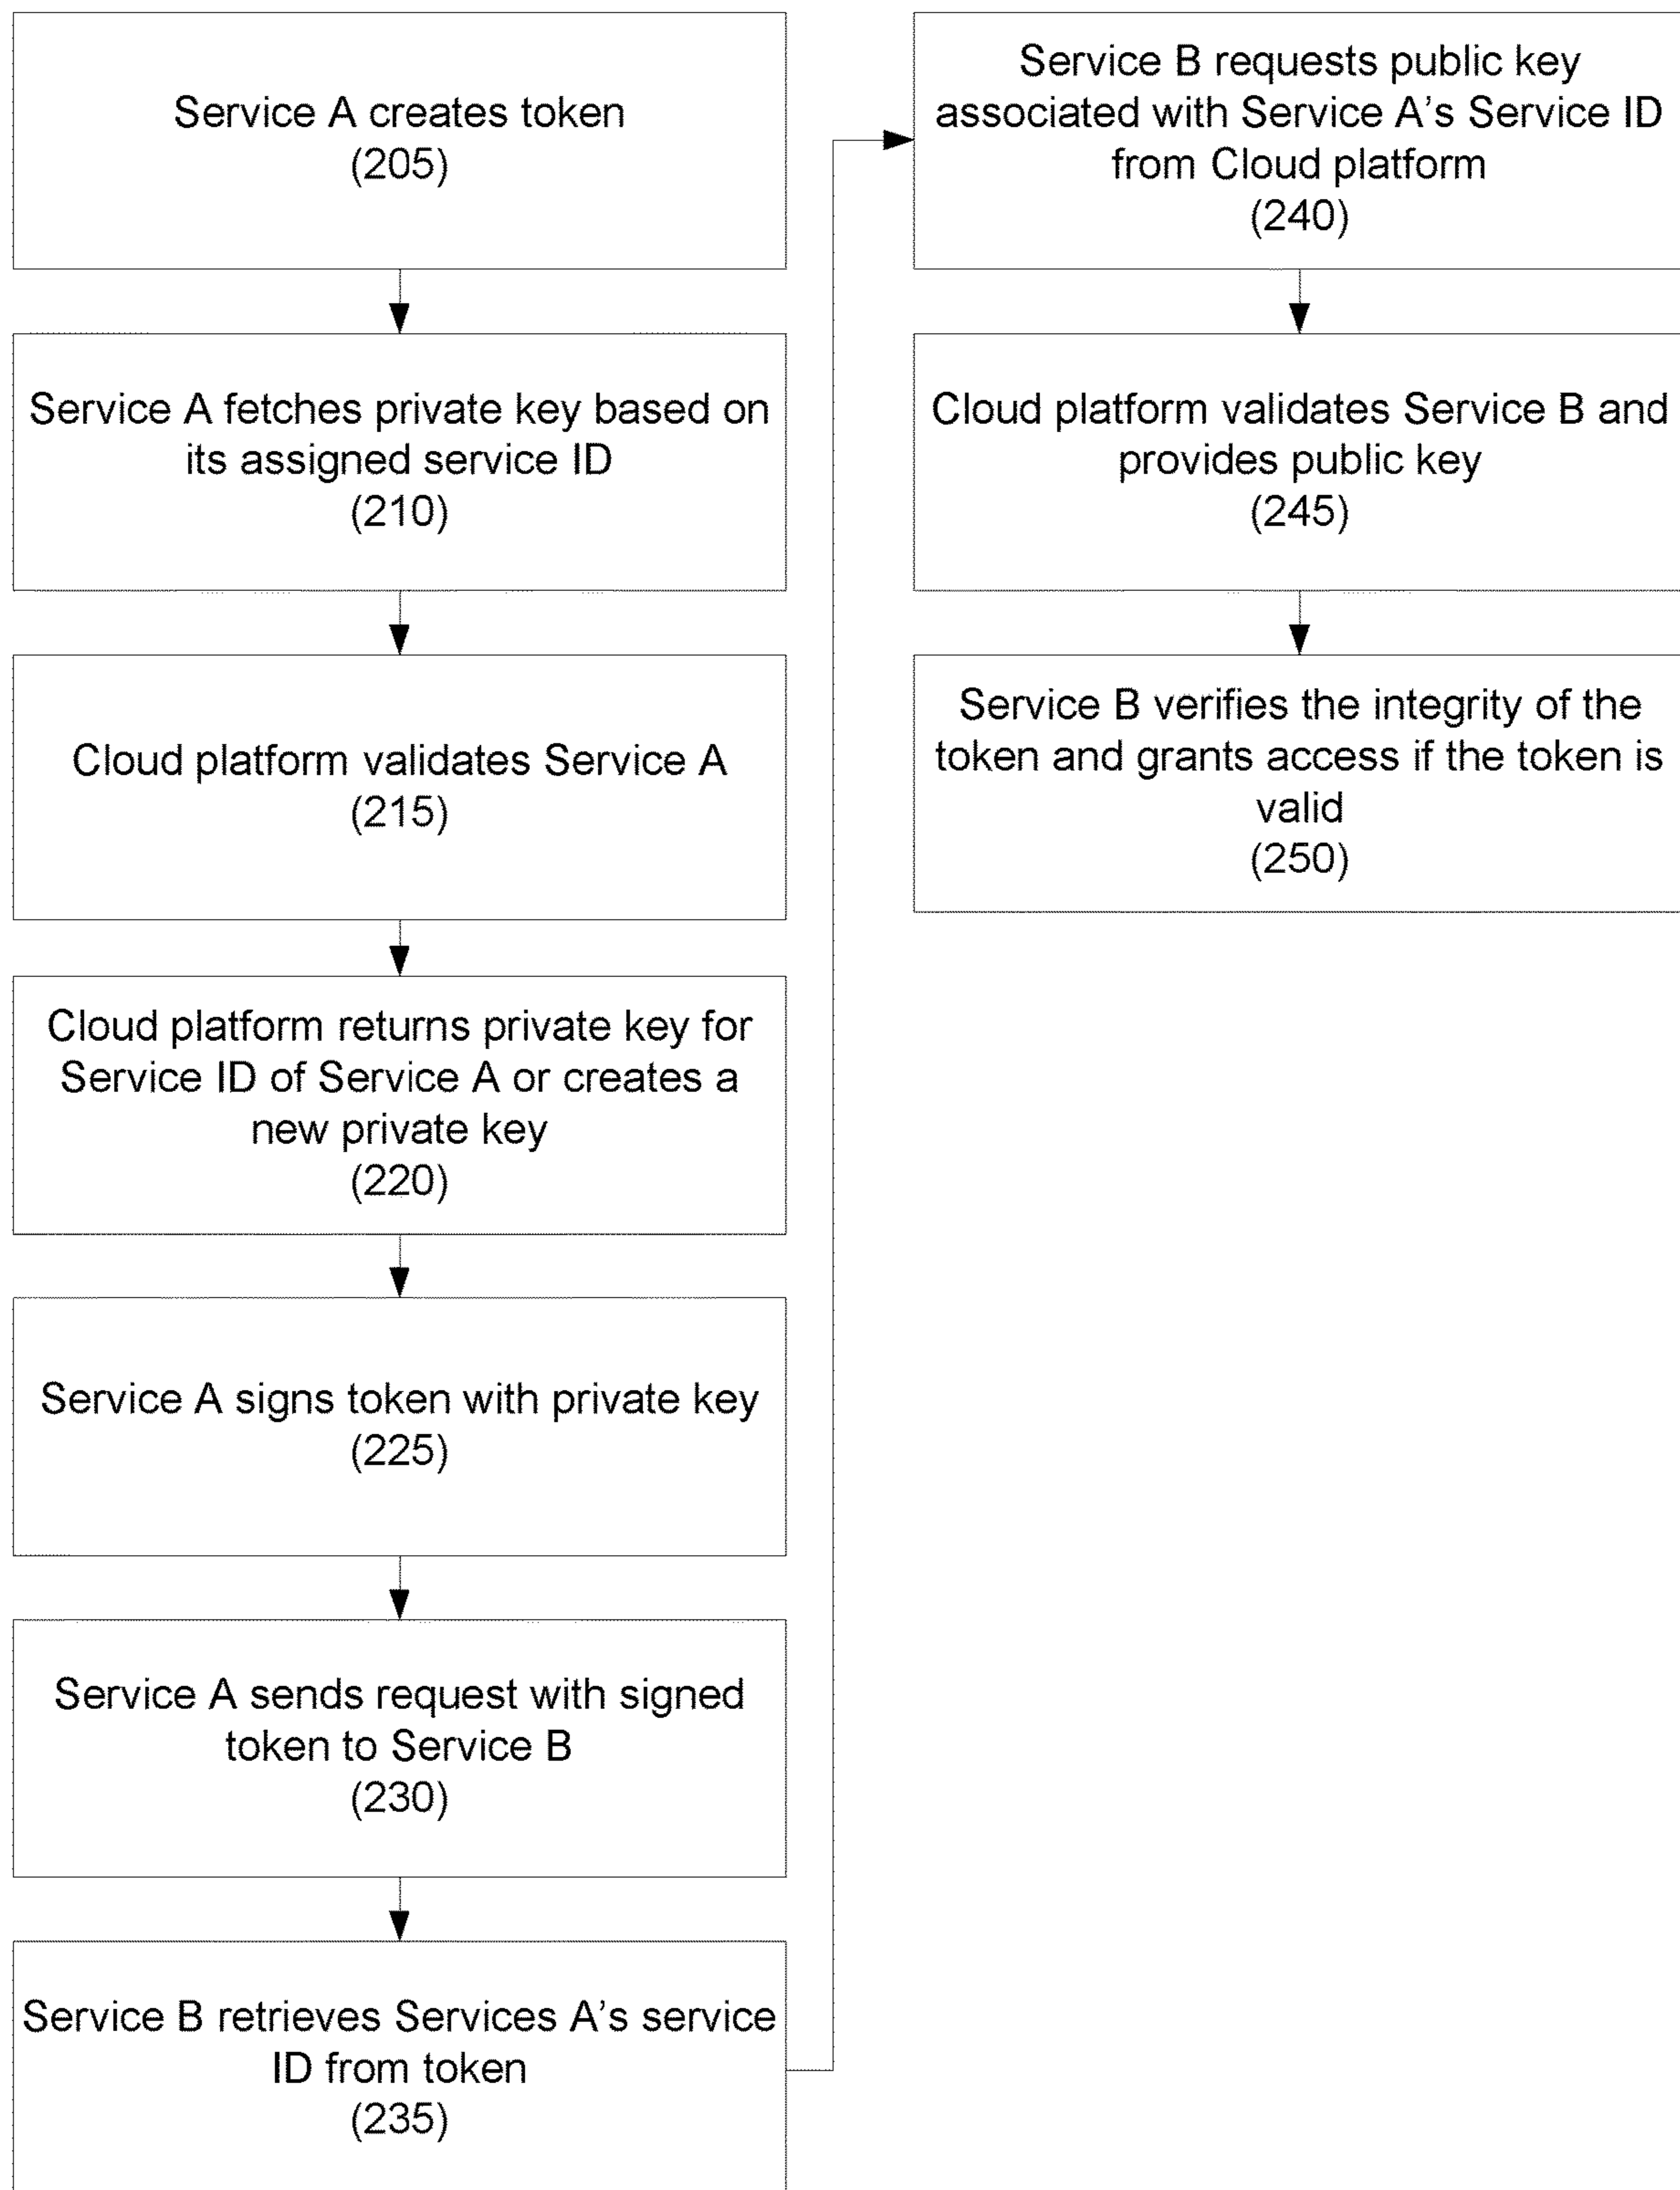 Service A creates token
(205)
Service A fetches private key based on
its assigned service ID
(210)
Cloud platform validates Service A
(215)
Cloud platform returns private key for
Service ID of Service A or creates a
new private key
(220)
Service A signs token with private key
(225)
Service A sends request with signed
token to Service B
(230)
Service B retrieves Services A's service
ID from token
(235)
Service B requests public key
associated with Service A's Service ID
from Cloud platform
(240)
Cloud platform validates Service B and
provides public key
(245)
Service B verifies the integrity of the
token and grants access if the token is
valid
(250)